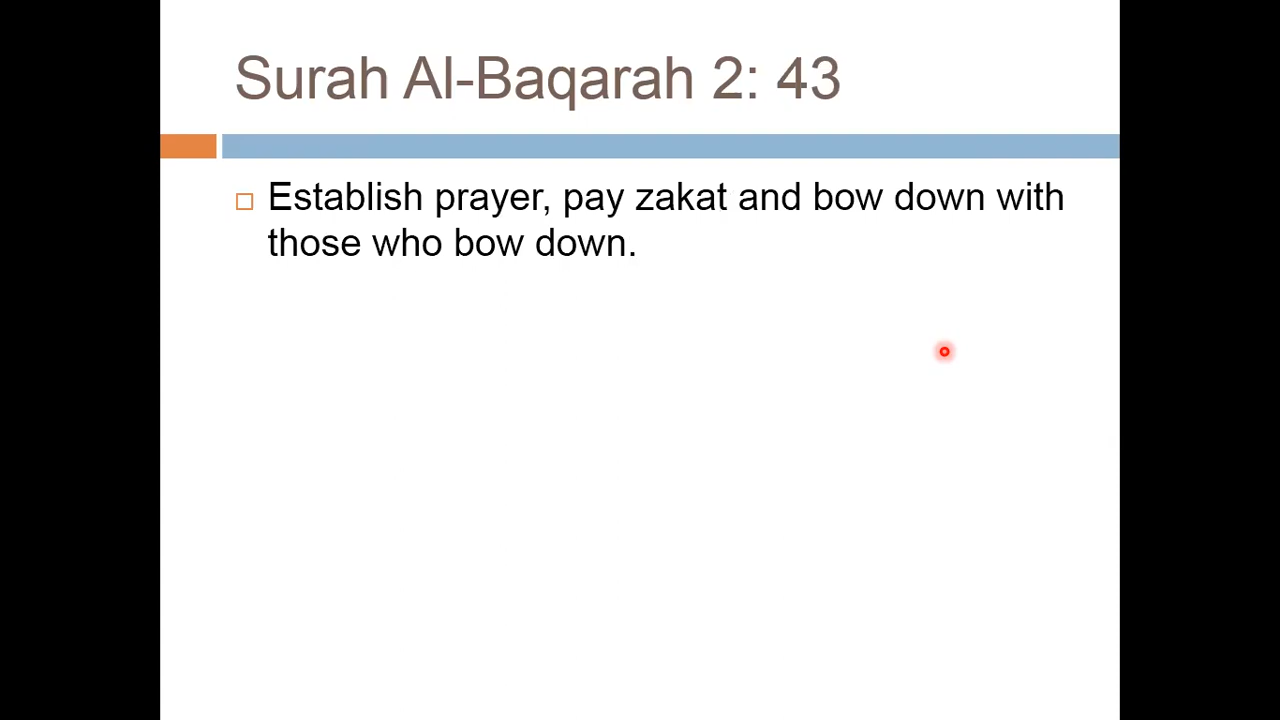 Surah Al-Baqarah 2: 43
Establish prayer, pay zakat and bow down with
those who bow down.